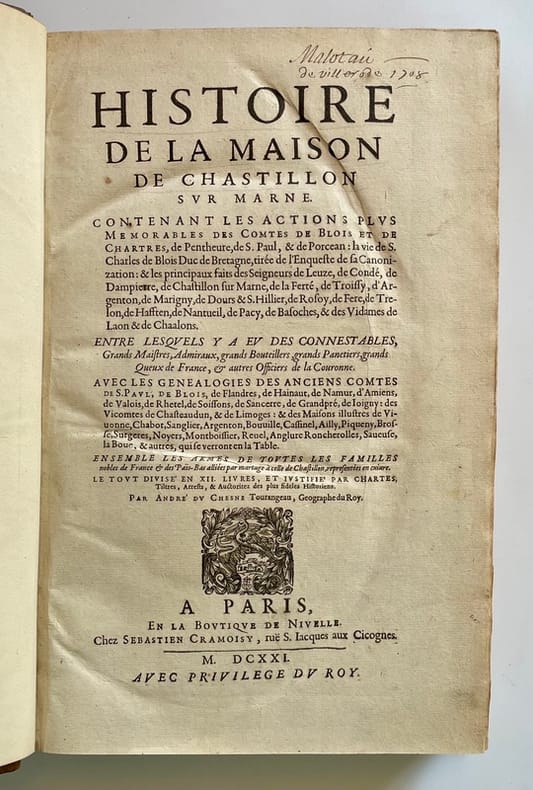 Malotau
de villerode 1708
HISTOIRE
DE LA MAISON
DE CHASTILLON
SVR MARNE.
CONTENANT LES ACTIONS PLVS
MEMORABLES DES COMTES DE BLOIS ET DE
CHARTRES, de Pentheure, de S. Paul, & de Porcean: la vie de S.
Charles de Blois Duc de Bretagne, tirée de l'Enqueste de sa Canoni-
zation: & les principaux faits des Seigneurs de Leuze, de Condé, de
Dampierre, de Chastillon sur Marne, de la Ferté, de Troissy, d'Ar-
genton, de Marigny, de Dours & S. Hillier, de Rosoy, de Fere, de Tre-
lon, de Hafften, de Nantueil, de Pacy, de Basoches, & des Vidames de
Laon & de Chaalons.
ENTRE LESQVELS Y A EV DES CONNESTABLES,
Grands Maistres, Admiraux, grands Bouteillers, grands Panetiers, grands
Queux de France, & autres Officiers de la Couronne.
AVEC LES GENEALOGIES DES ANCIENS COMTES
DE S. PAVL, DE BLOIS, de Flandres, de Hainaut, de Namur, d'Amiens,
de Valois, de Rhetel, de Soissons, de Sancerre, de Grandpré, de Ioigny: des
Vicomtes de Chasteaudun, & de Limoges: & des Maisons illustres de Vi-
uonne, Chabot, Sanglier, Argenton, Bouuille, Cassinel, Ailly, Piqueny, Bros-
se, Surgeres, Noyers, Montboissier, Reuel, Anglure Roncherolles, Saueuse,
la Boue, & autres, qui se verront en la Table.
ENSEMBLE LES ARMES DE TOVTES LES FAMILLES
nobles de France & des Païs-Bas alliées par mariage à celle de Chastillon, representées en cuiure.
LE TOVT DIVISE' EN XII. LIVRES, ET IVSTIFIE' PAR CHARTES,
Tiltres, Arrests, & Auctoritez des plus fideles Historiens.
PAR ANDRE' DV CHESNE Tourangeau, Geographe du Roy.
A PARIS,
EN LA BOVTIQVE DE NIVELLE.
Chez SEBASTIEN CRAMOISY, ruë S. Iacques aux Cicognes.
M. DCXXI.
AVEC PRIVILEGE DV ROY.